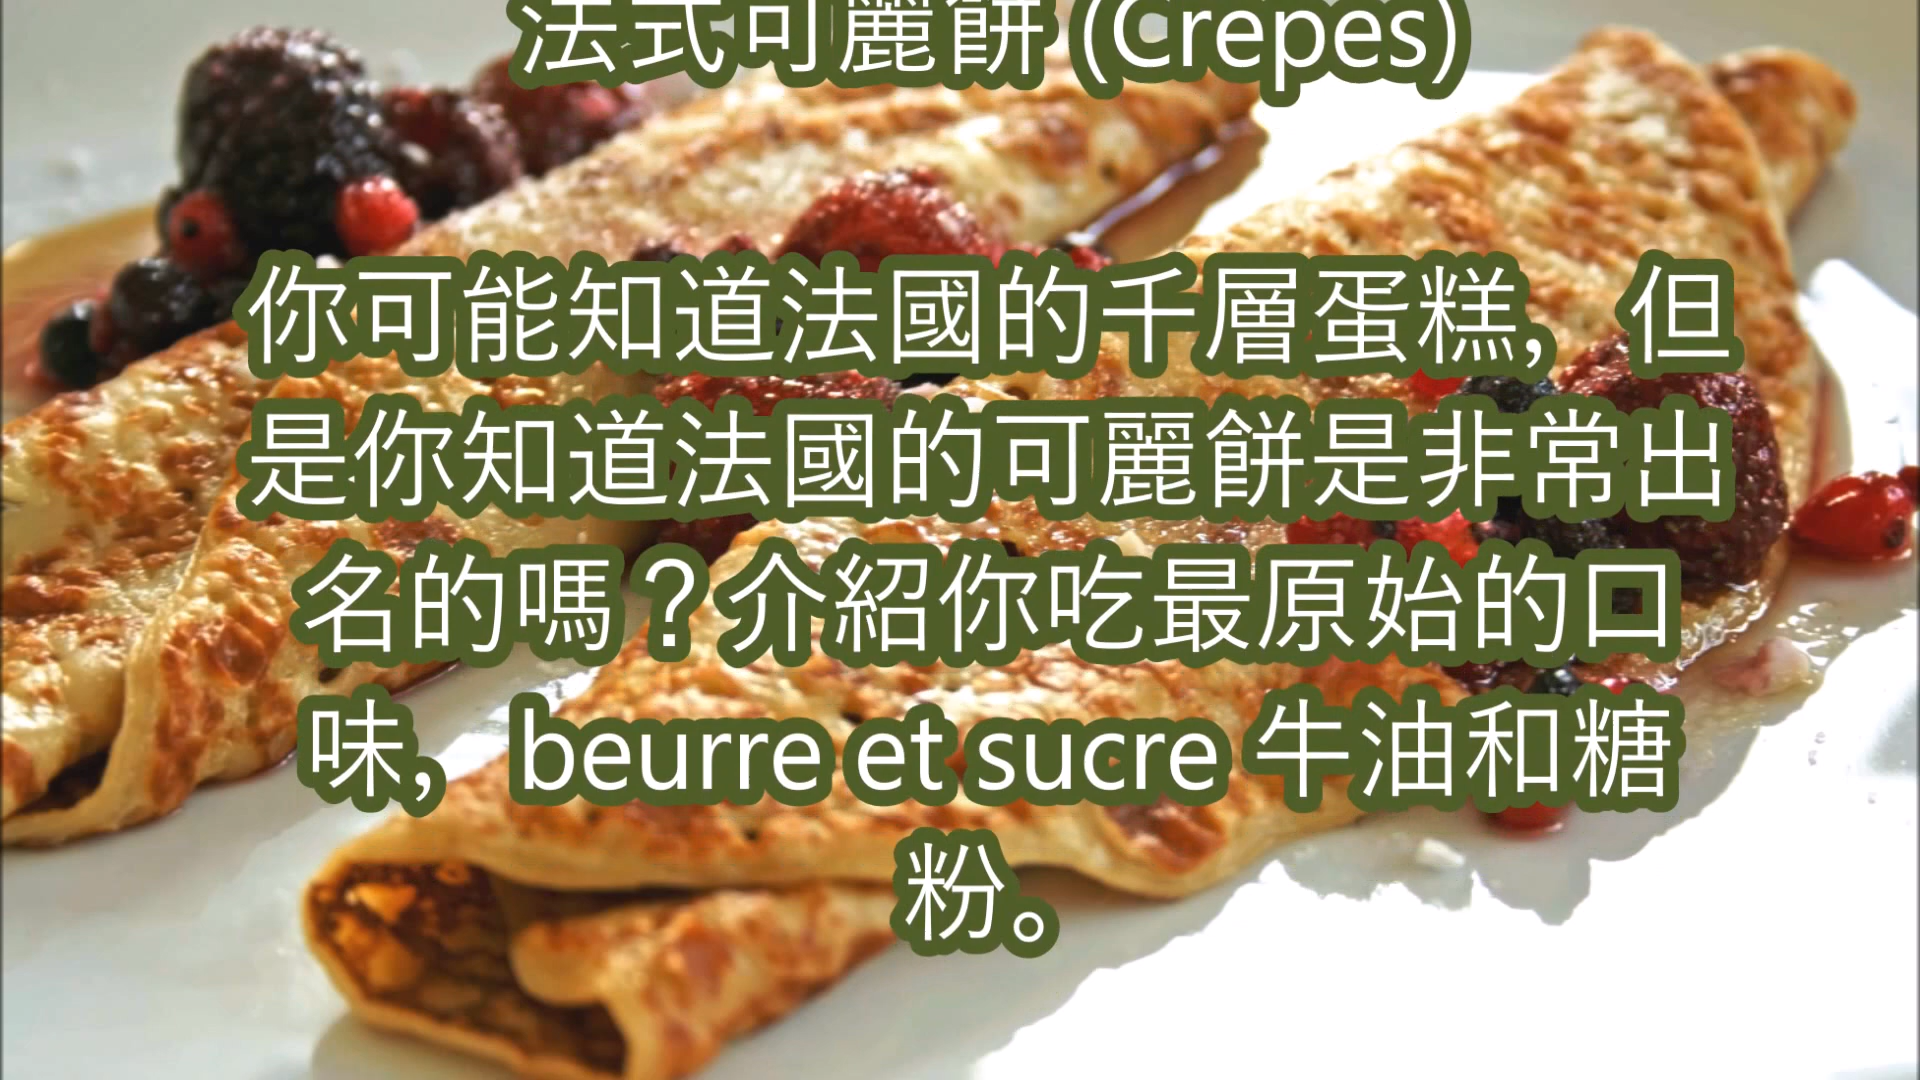 法式可麗餅 (Crepes)
你可能知道法國的千層蛋糕，但
是你知道法國的可麗餅是非常出
名的嗎？介紹你吃最原始的口
味，beurre et sucre 牛油和糖
粉。